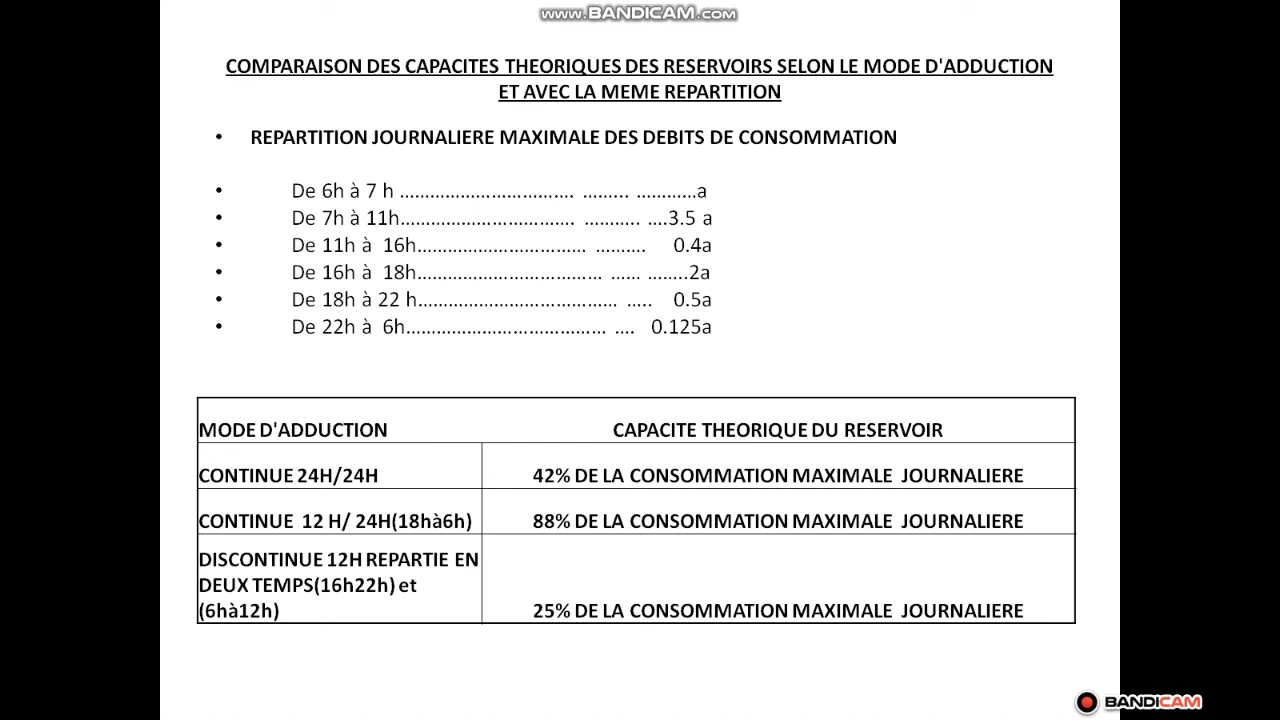 www.BANDICAM.com
COMPARAISON DES CAPACITES THEORIQUES DES RESERVOIRS SELON LE MODE D'ADDUCTION
ET AVEC LA MEME REPARTITION
• REPARTITION JOURNALIERE MAXIMALE DES DEBITS DE CONSOMMATION
• De 6h à 7 h ................................. ......... ............a
• De 7h à 11h.................................. ........... ....3.5 a
• De 11h à 16h................................. .......... 0.4a
• De 16h à 18h.................................... ...... ........2a
• De 18h à 22 h....................................... ..... 0.5a
• De 22h à 6h....................................... .... 0.125a
MODE D'ADDUCTION CAPACITE THEORIQUE DU RESERVOIR
CONTINUE 24H/24H 42% DE LA CONSOMMATION MAXIMALE JOURNALIERE
CONTINUE 12 H/ 24H(18hà6h) 88% DE LA CONSOMMATION MAXIMALE JOURNALIERE
DISCONTINUE 12H REPARTIE EN
DEUX TEMPS(16h22h) et
(6hà12h) 25% DE LA CONSOMMATION MAXIMALE JOURNALIERE
BANDICAM